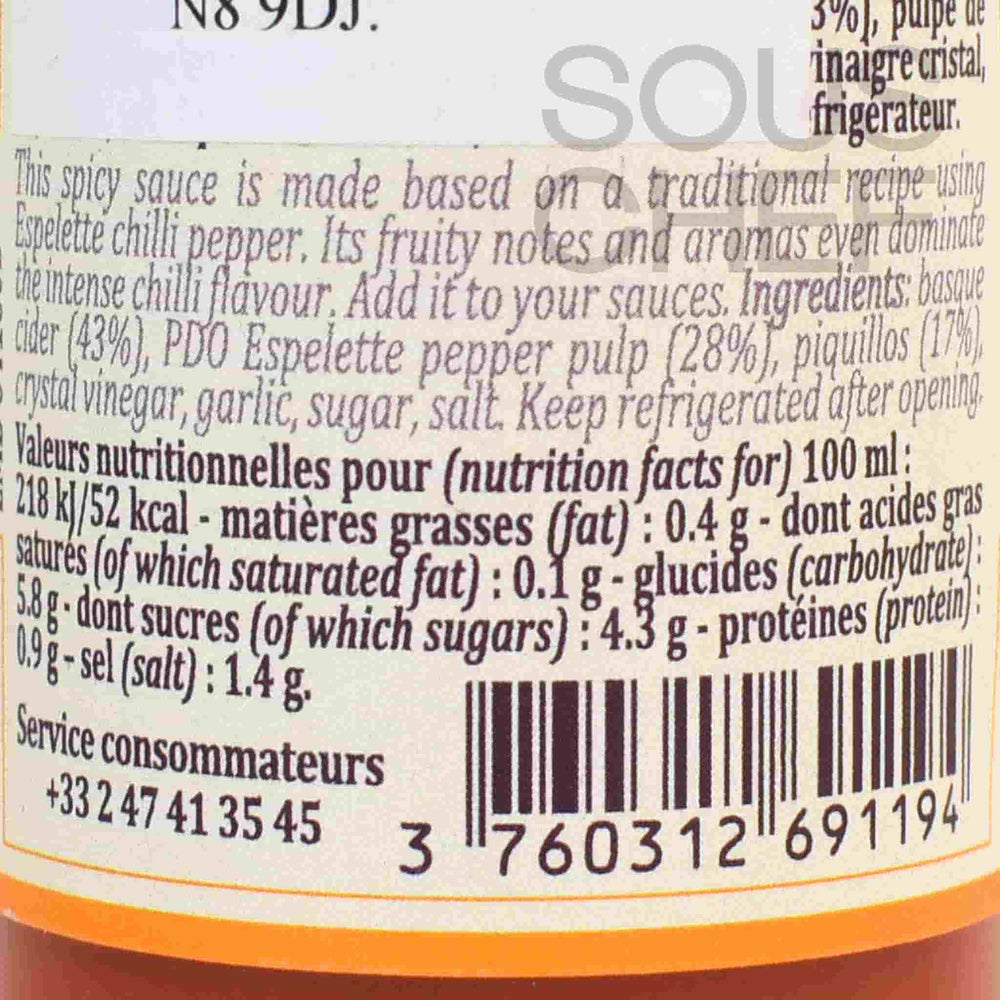 N8 9DJ.
3%], pulpe de
vinaigre cristal,
frigérateur.
SOUS
CHEF
This spicy sauce is made based on a traditional recipe using
Espelette chilli pepper. Its fruity notes and aromas even dominate
the intense chilli flavour. Add it to your sauces. Ingredients: basque
cider (43%), PDO Espelette pepper pulp (28%), piquillos (17%),
crystal vinegar, garlic, sugar, salt. Keep refrigerated after opening.
Valeurs nutritionnelles pour (nutrition facts for) 100 ml :
218 kJ/52 kcal - matières grasses (fat) : 0.4 g - dont acides gras
saturés (of which saturated fat) : 0.1 g - glucides (carbohydrate) :
5.8 g - dont sucres (of which sugars) : 4.3 g - protéines (protein) :
0.9 g - sel (salt) : 1.4 g.
Service consommateurs
+33 2 47 41 35 45
3 760312 691194